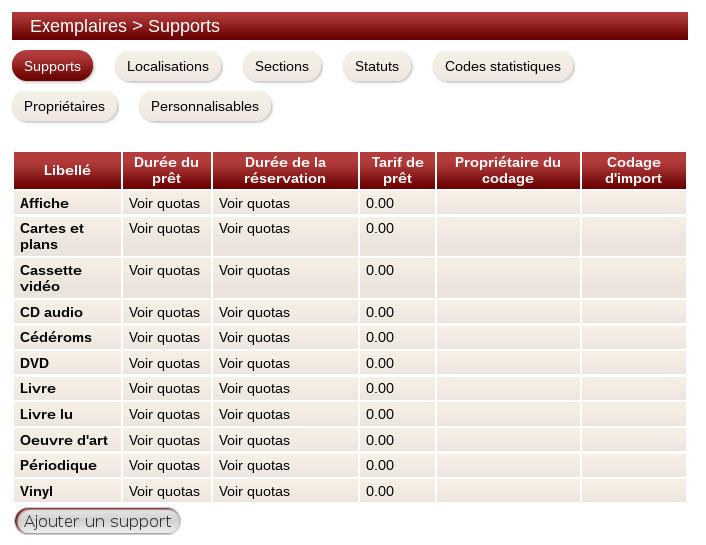 Exemplaires > Supports
Supports Localisations Sections Statuts Codes statistiques
Propriétaires Personnalisables
Libellé Durée du prêt Durée de la réservation Tarif de prêt Propriétaire du codage Codage d'import
Affiche Voir quotas Voir quotas 0.00
Cartes et plans Voir quotas Voir quotas 0.00
Cassette vidéo Voir quotas Voir quotas 0.00
CD audio Voir quotas Voir quotas 0.00
Cédéroms Voir quotas Voir quotas 0.00
DVD Voir quotas Voir quotas 0.00
Livre Voir quotas Voir quotas 0.00
Livre lu Voir quotas Voir quotas 0.00
Oeuvre d'art Voir quotas Voir quotas 0.00
Périodique Voir quotas Voir quotas 0.00
Vinyl Voir quotas Voir quotas 0.00
Ajouter un support